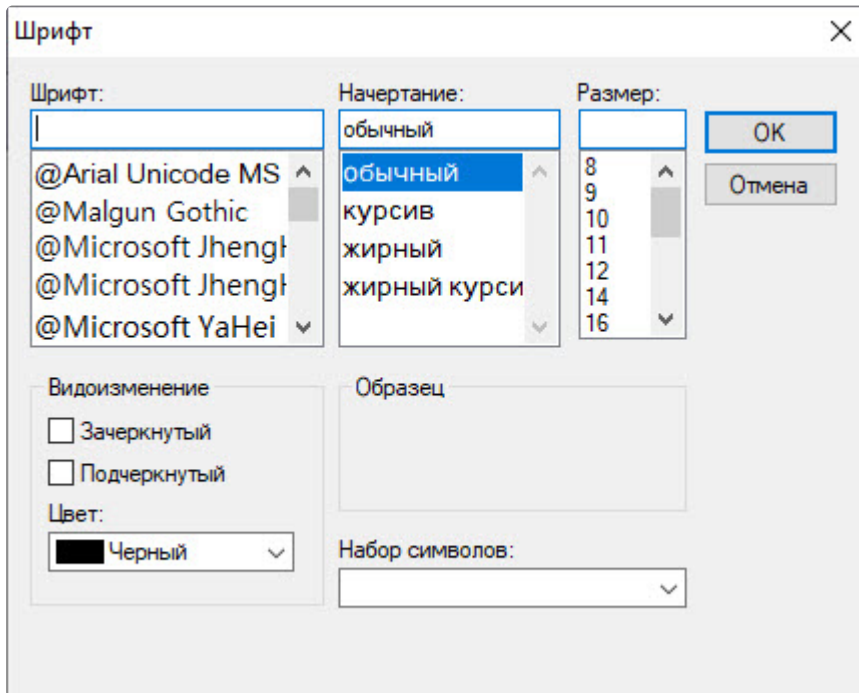 Шрифт
Шрифт:
Начертание:
Размер:
обычный
OK
Отмена
@Arial Unicode MS
@Malgun Gothic
@Microsoft JhengH
@Microsoft JhengH
@Microsoft YaHei
обычный
курсив
жирный
жирный курси
8
9
10
11
12
14
16
Видоизменение
Зачеркнутый
Подчеркнутый
Цвет:
Черный
Образец
Набор символов: